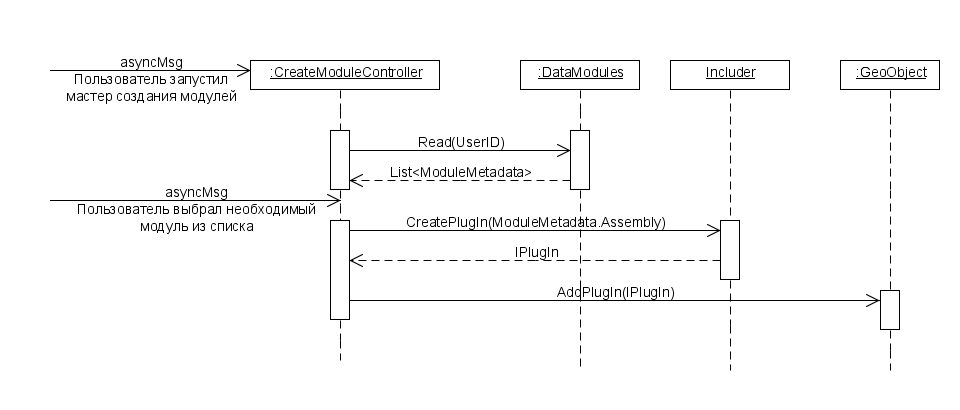 asyncMsg
Пользователь запустил
мастер создания модулей
:CreateModuleController
:DataModules
Includer
:GeoObject
Read(UserID)
List<ModuleMetadata>
asyncMsg
Пользователь выбрал необходимый
модуль из списка
CreatePlugIn(ModuleMetadata.Assembly)
IPlugIn
AddPlugIn(IPlugIn)